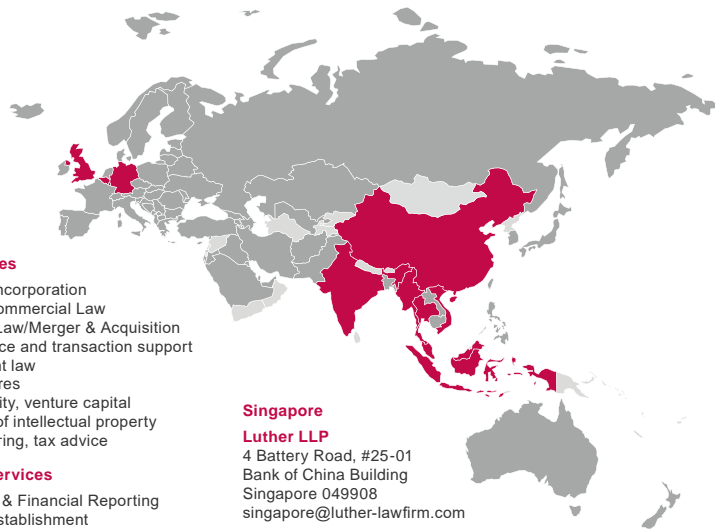 es
ncorporation
ommercial Law
Law/Merger & Acquisition
ce and transaction support
t law
res
ity, venture capital
of intellectual property
ring, tax advice
ervices
& Financial Reporting
stablishment
Singapore
Luther LLP
4 Battery Road, #25-01
Bank of China Building
Singapore 049908
singapore@luther-lawfirm.com